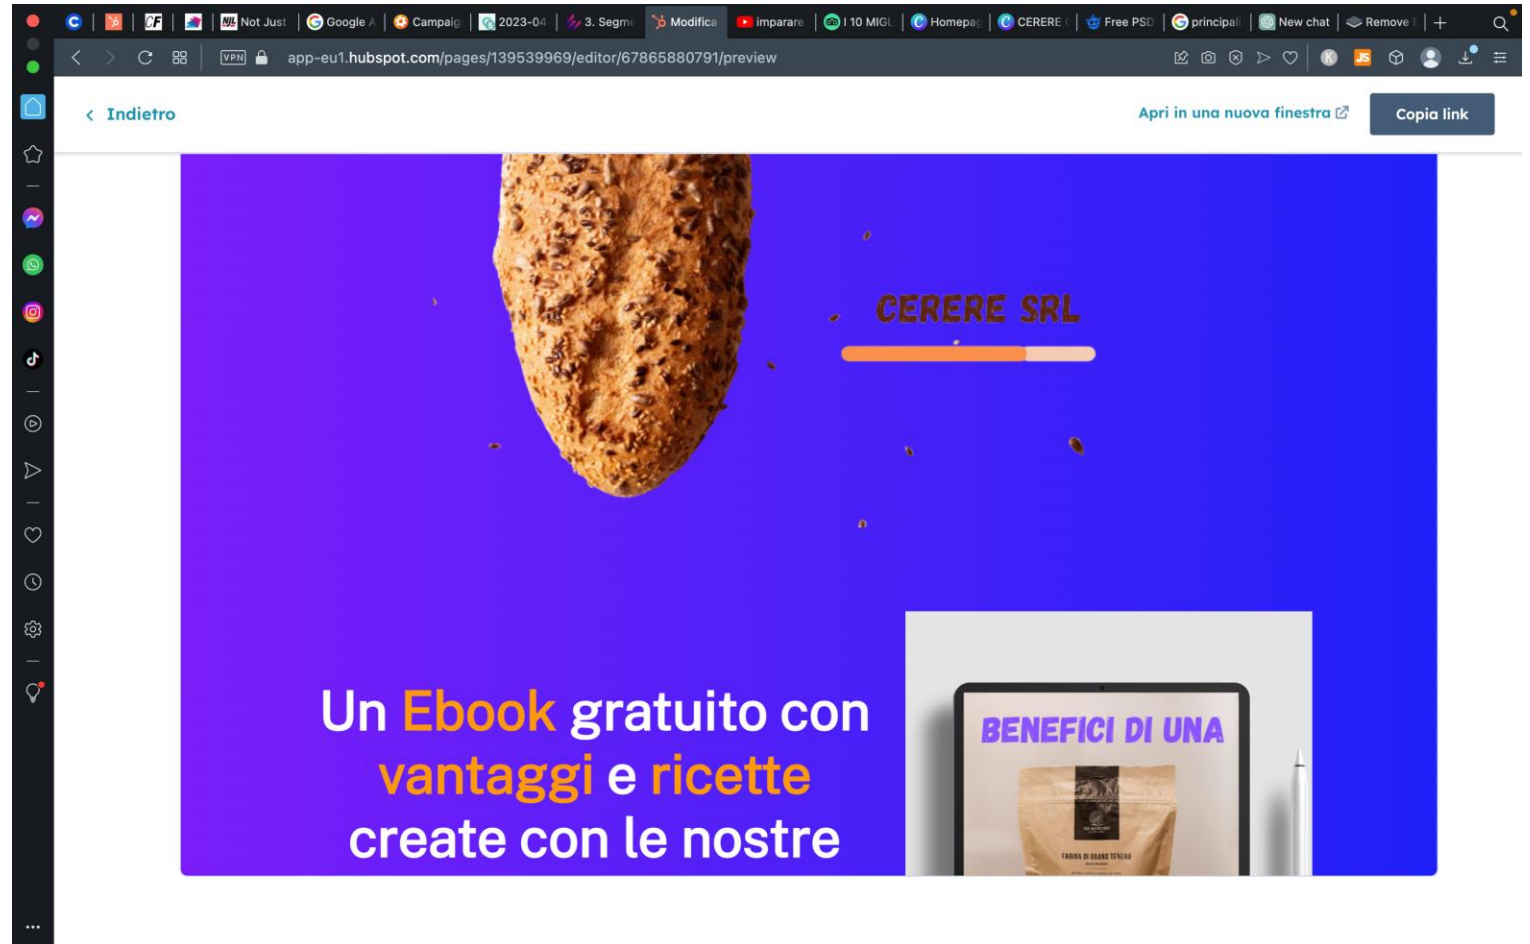 Not Just
Google A
Campaig
2023-04
3. Segme
Modifica
imparare
I 10 MIGL
Homepag
CERERE
Free PSD
principali
New chat
Remove
VPN
app-eu1.hubspot.com/pages/139539969/editor/67865880791/preview
Indietro
Apri in una nuova finestra
Copia link
CERERE SRL
Un Ebook gratuito con
vantaggi e ricette
create con le nostre
BENEFICI DI UNA
FARINA DI GRANO TENERO